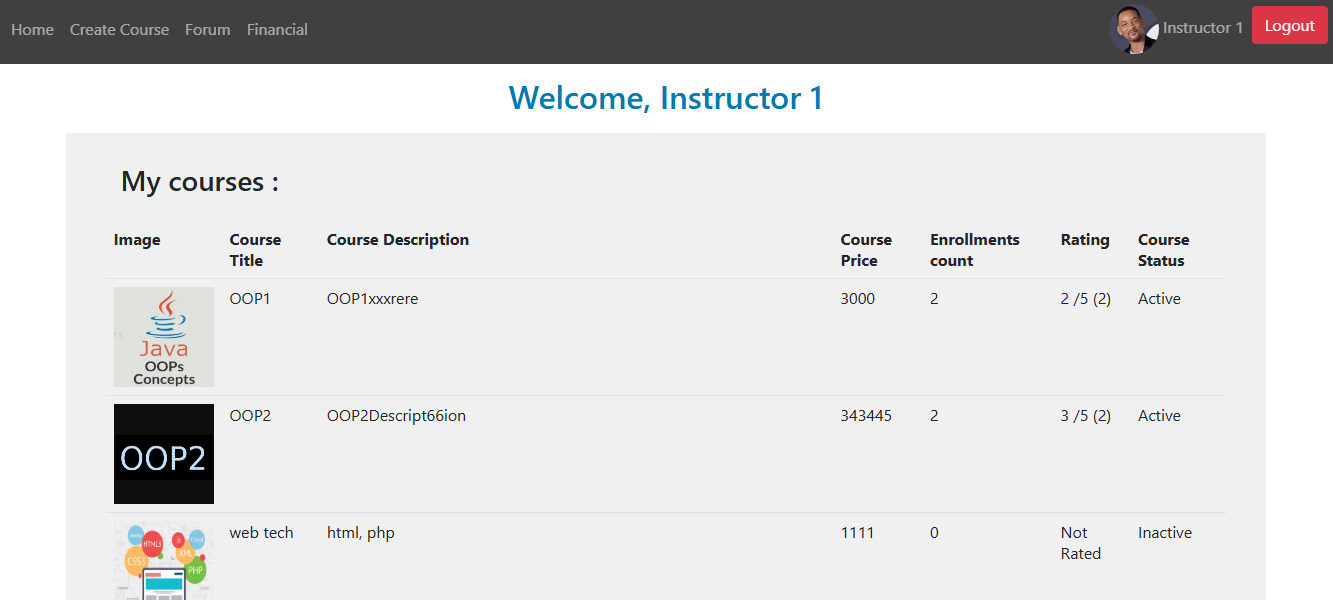 Home Create Course Forum Financial Instructor 1 Logout
Welcome, Instructor 1
My courses :
Image Course Title Course Description Course Price Enrollments count Rating Course Status
Java
OOPs
Concepts
OOP1 OOP1xxxrere 3000 2 2 /5 (2) Active
OOP2
OOP2 OOP2Descript66ion 343445 2 3 /5 (2) Active
HTML5
CSS3
XML
PHP
web tech html, php 1111 0 Not Rated Inactive